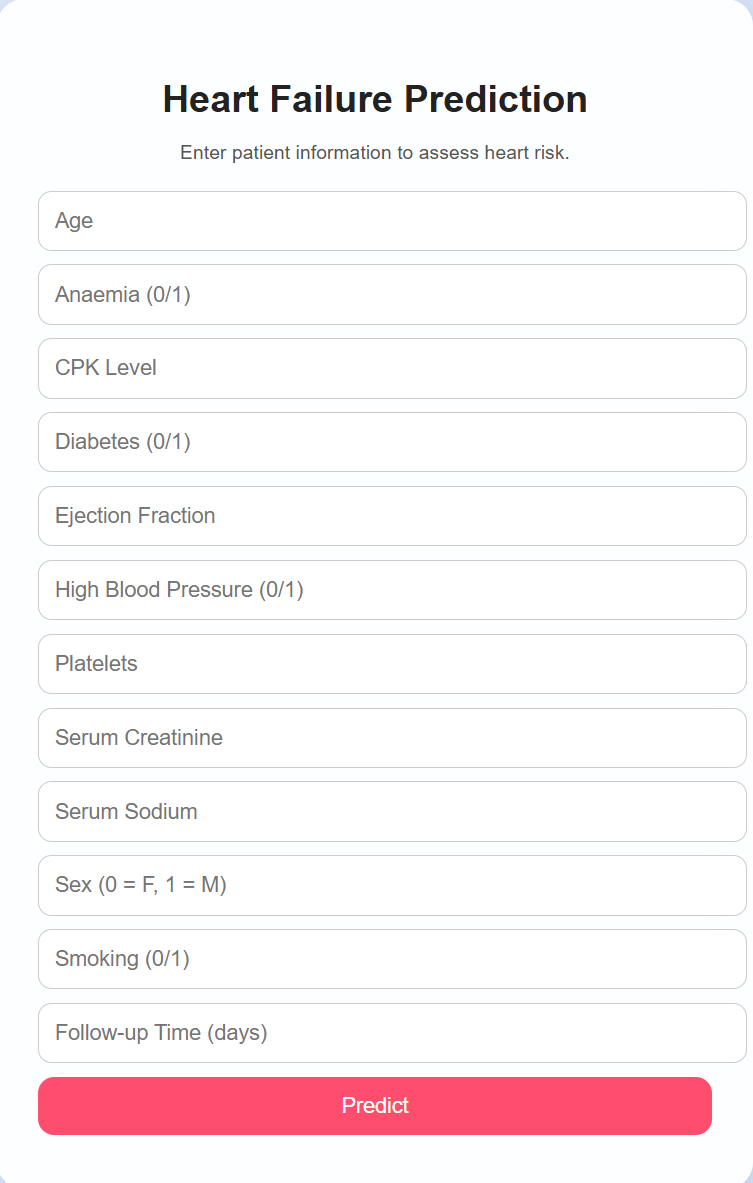 Heart Failure Prediction
Enter patient information to assess heart risk.
Age
Anaemia (0/1)
CPK Level
Diabetes (0/1)
Ejection Fraction
High Blood Pressure (0/1)
Platelets
Serum Creatinine
Serum Sodium
Sex (0 = F, 1 = M)
Smoking (0/1)
Follow-up Time (days)
Predict